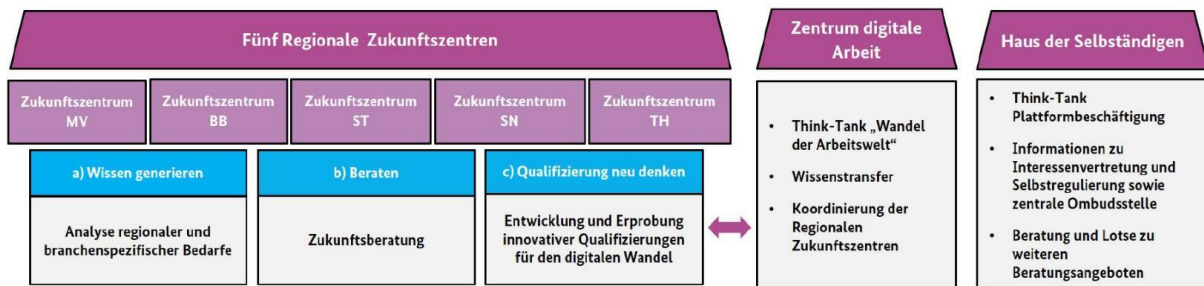 Fünf Regionale Zukunftszentren
Zukunftszentrum
MV
Zukunftszentrum
BB
Zukunftszentrum
ST
Zukunftszentrum
SN
Zukunftszentrum
TH
a) Wissen generieren
Analyse regionaler und
branchenspezifischer Bedarfe
b) Beraten
Zukunftsberatung
c) Qualifizierung neu denken
Entwicklung und Erprobung
innovativer Qualifizierungen
für den digitalen Wandel
Zentrum digitale
Arbeit
• Think-Tank „Wandel
der Arbeitswelt“
• Wissenstransfer
• Koordinierung der
Regionalen
Zukunftszentren
Haus der Selbständigen
• Think-Tank
Plattformbeschäftigung
• Informationen zu
Interessenvertretung und
Selbstregulierung sowie
zentrale Ombudsstelle
• Beratung und Lotse zu
weiteren
Beratungsangeboten